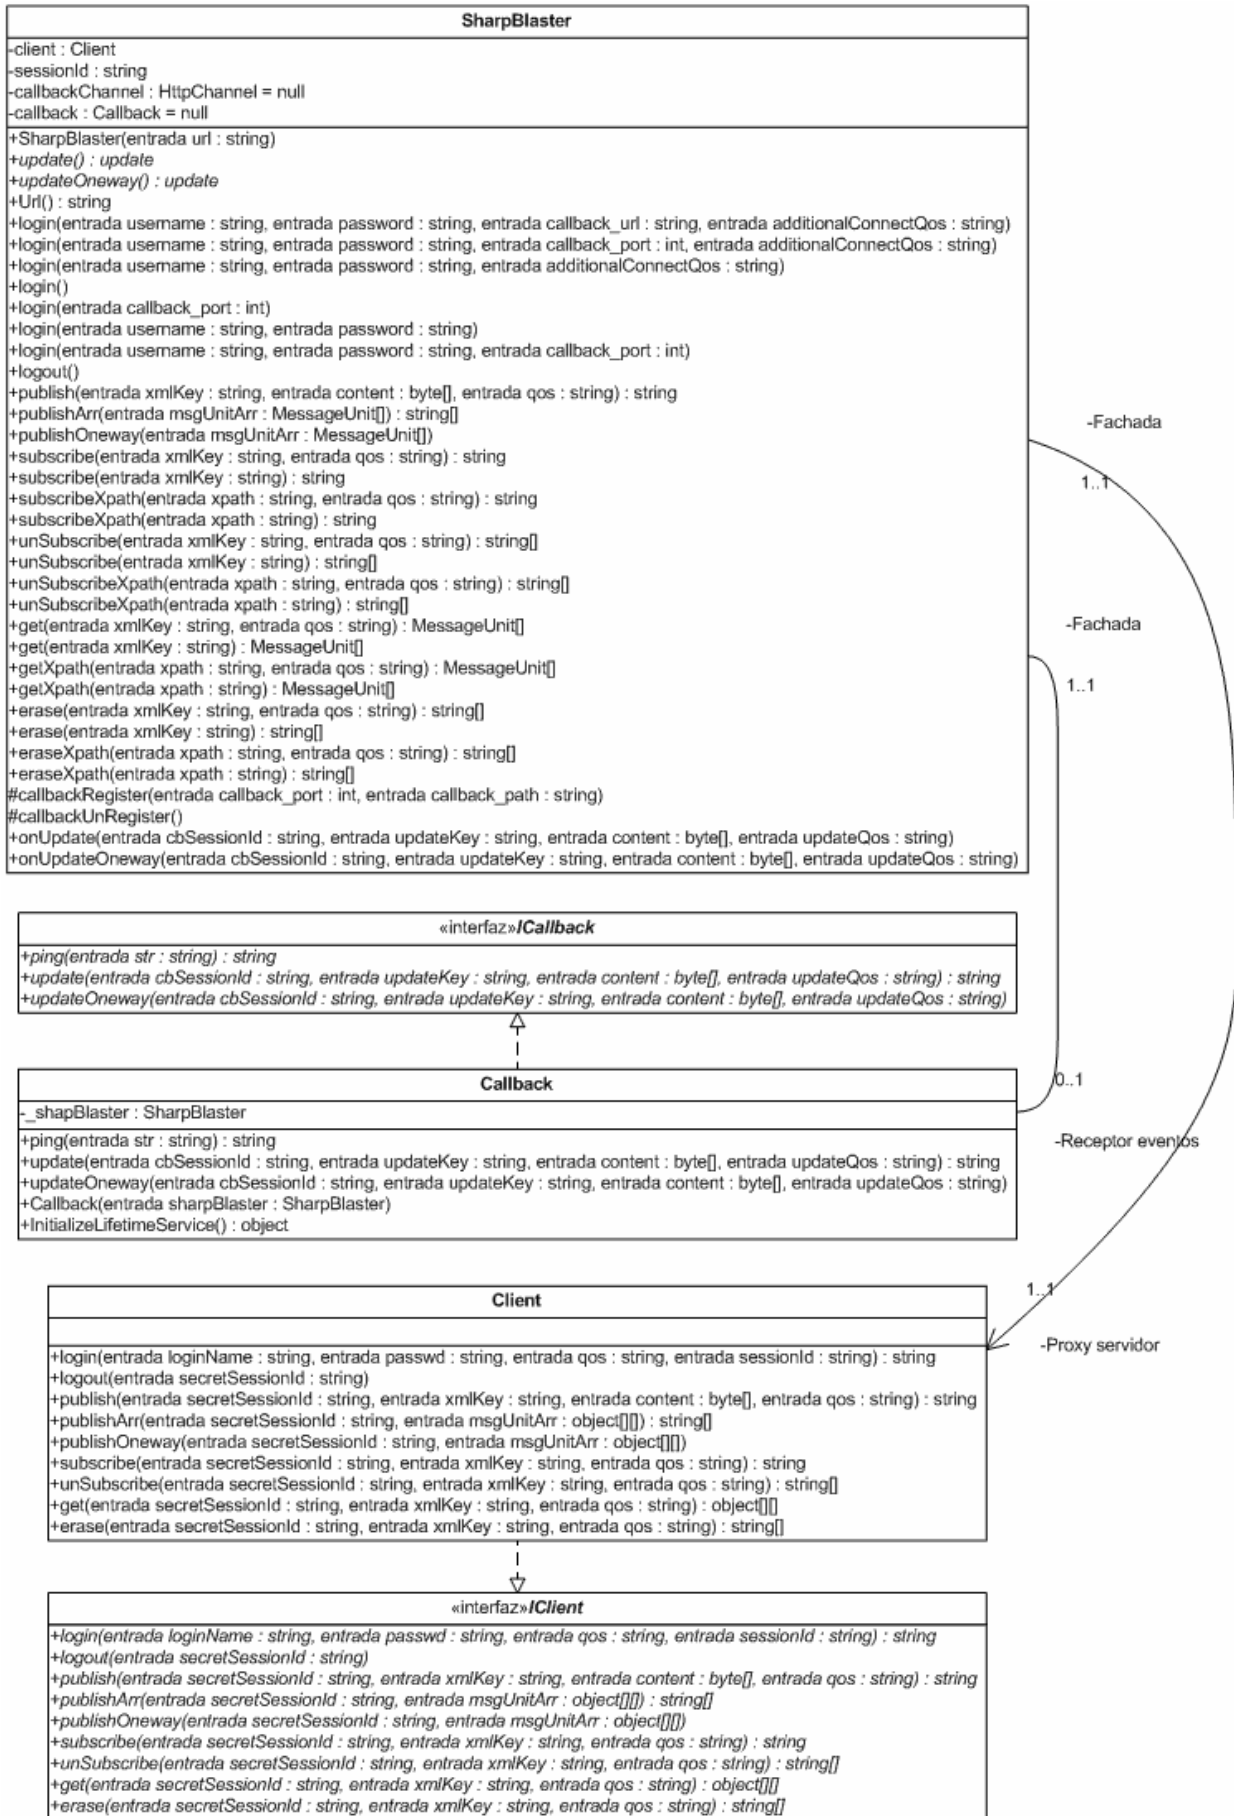 SharpBlaster
-client : Client
-sessionId : string
-callbackChannel : HttpChannel = null
-callback : Callback = null
+SharpBlaster(entrada url : string)
+update() : update
+updateOneway() : update
+Url() : string
+login(entrada username : string, entrada password : string, entrada callback_url : string, entrada additionalConnectQos : string)
+login(entrada username : string, entrada password : string, entrada callback_port : int, entrada additionalConnectQos : string)
+login(entrada username : string, entrada password : string, entrada additionalConnectQos : string)
+login()
+login(entrada callback_port : int)
+login(entrada username : string, entrada password : string)
+login(entrada username : string, entrada password : string, entrada callback_port : int)
+logout()
+publish(entrada xmlKey : string, entrada content : byte[], entrada qos : string) : string
+publishArr(entrada msgUnitArr : MessageUnit[]) : string[]
+publishOneway(entrada msgUnitArr : MessageUnit[])
+subscribe(entrada xmlKey : string, entrada qos : string) : string
+subscribe(entrada xmlKey : string) : string
+subscribeXpath(entrada xpath : string, entrada qos : string) : string
+subscribeXpath(entrada xpath : string) : string
+unSubscribe(entrada xmlKey : string, entrada qos : string) : string[]
+unSubscribe(entrada xmlKey : string) : string[]
+unSubscribeXpath(entrada xpath : string, entrada qos : string) : string[]
+unSubscribeXpath(entrada xpath : string) : string[]
+get(entrada xmlKey : string, entrada qos : string) : MessageUnit[]
+get(entrada xmlKey : string) : MessageUnit[]
+getXpath(entrada xpath : string, entrada qos : string) : MessageUnit[]
+getXpath(entrada xpath : string) : MessageUnit[]
+erase(entrada xmlKey : string, entrada qos : string) : string[]
+erase(entrada xmlKey : string) : string[]
+eraseXpath(entrada xpath : string, entrada qos : string) : string[]
+eraseXpath(entrada xpath : string) : string[]
#callbackRegister(entrada callback_port : int, entrada callback_path : string)
#callbackUnRegister()
+onUpdate(entrada cbSessionId : string, entrada updateKey : string, entrada content : byte[], entrada updateQos : string)
+onUpdateOneway(entrada cbSessionId : string, entrada updateKey : string, entrada content : byte[], entrada updateQos : string)
-Fachada
1..1
-Fachada
1..1
«interfaz»ICallback
+ping(entrada str : string) : string
+update(entrada cbSessionId : string, entrada updateKey : string, entrada content : byte[], entrada updateQos : string) : string
+updateOneway(entrada cbSessionId : string, entrada updateKey : string, entrada content : byte[], entrada updateQos : string)
Callback
-_shapBlaster : SharpBlaster
+ping(entrada str : string) : string
+update(entrada cbSessionId : string, entrada updateKey : string, entrada content : byte[], entrada updateQos : string) : string
+updateOneway(entrada cbSessionId : string, entrada updateKey : string, entrada content : byte[], entrada updateQos : string)
+Callback(entrada sharpBlaster : SharpBlaster)
+InitializeLifetimeService() : object
0..1
-Receptor eventos
1..1
-Proxy servidor
Client
+login(entrada loginName : string, entrada passwd : string, entrada qos : string, entrada sessionId : string) : string
+logout(entrada secretSessionId : string)
+publish(entrada secretSessionId : string, entrada xmlKey : string, entrada content : byte[], entrada qos : string) : string
+publishArr(entrada secretSessionId : string, entrada msgUnitArr : object[][]) : string[]
+publishOneway(entrada secretSessionId : string, entrada msgUnitArr : object[][])
+subscribe(entrada secretSessionId : string, entrada xmlKey : string, entrada qos : string) : string
+unSubscribe(entrada secretSessionId : string, entrada xmlKey : string, entrada qos : string) : string[]
+get(entrada secretSessionId : string, entrada xmlKey : string, entrada qos : string) : object[][]
+erase(entrada secretSessionId : string, entrada xmlKey : string, entrada qos : string) : string[]
«interfaz»IClient
+login(entrada loginName : string, entrada passwd : string, entrada qos : string, entrada sessionId : string) : string
+logout(entrada secretSessionId : string)
+publish(entrada secretSessionId : string, entrada xmlKey : string, entrada content : byte[], entrada qos : string) : string
+publishArr(entrada secretSessionId : string, entrada msgUnitArr : object[][]) : string[]
+publishOneway(entrada secretSessionId : string, entrada msgUnitArr : object[][])
+subscribe(entrada secretSessionId : string, entrada xmlKey : string, entrada qos : string) : string
+unSubscribe(entrada secretSessionId : string, entrada xmlKey : string, entrada qos : string) : string[]
+get(entrada secretSessionId : string, entrada xmlKey : string, entrada qos : string) : object[][]
+erase(entrada secretSessionId : string, entrada xmlKey : string, entrada qos : string) : string[]